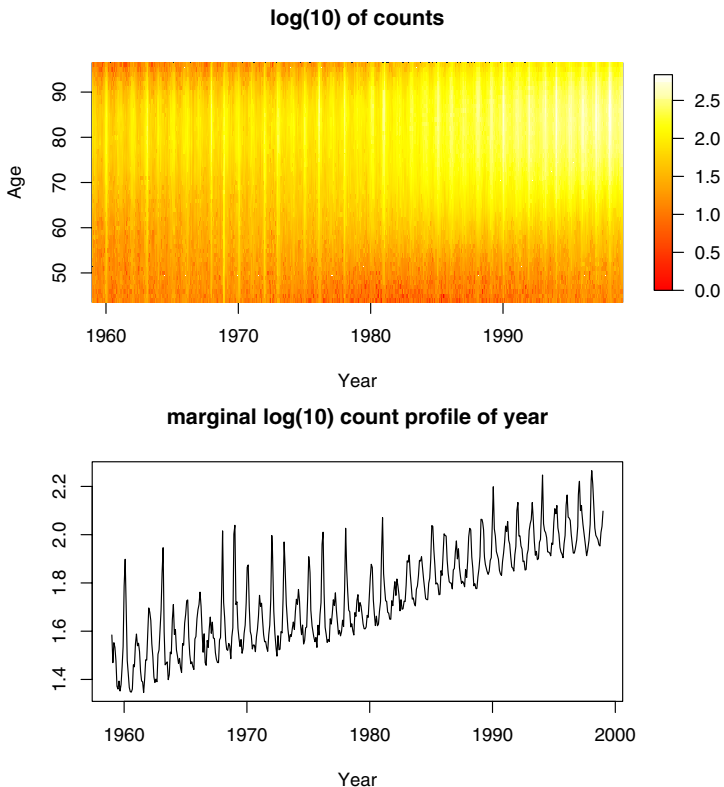 log(10) of counts
Age
90
80
70
60
50
2.5
2.0
1.5
1.0
0.5
0.0
1960 1970 1980 1990
Year
marginal log(10) count profile of year
2.2
2.0
1.8
1.6
1.4
1960 1970 1980 1990 2000
Year